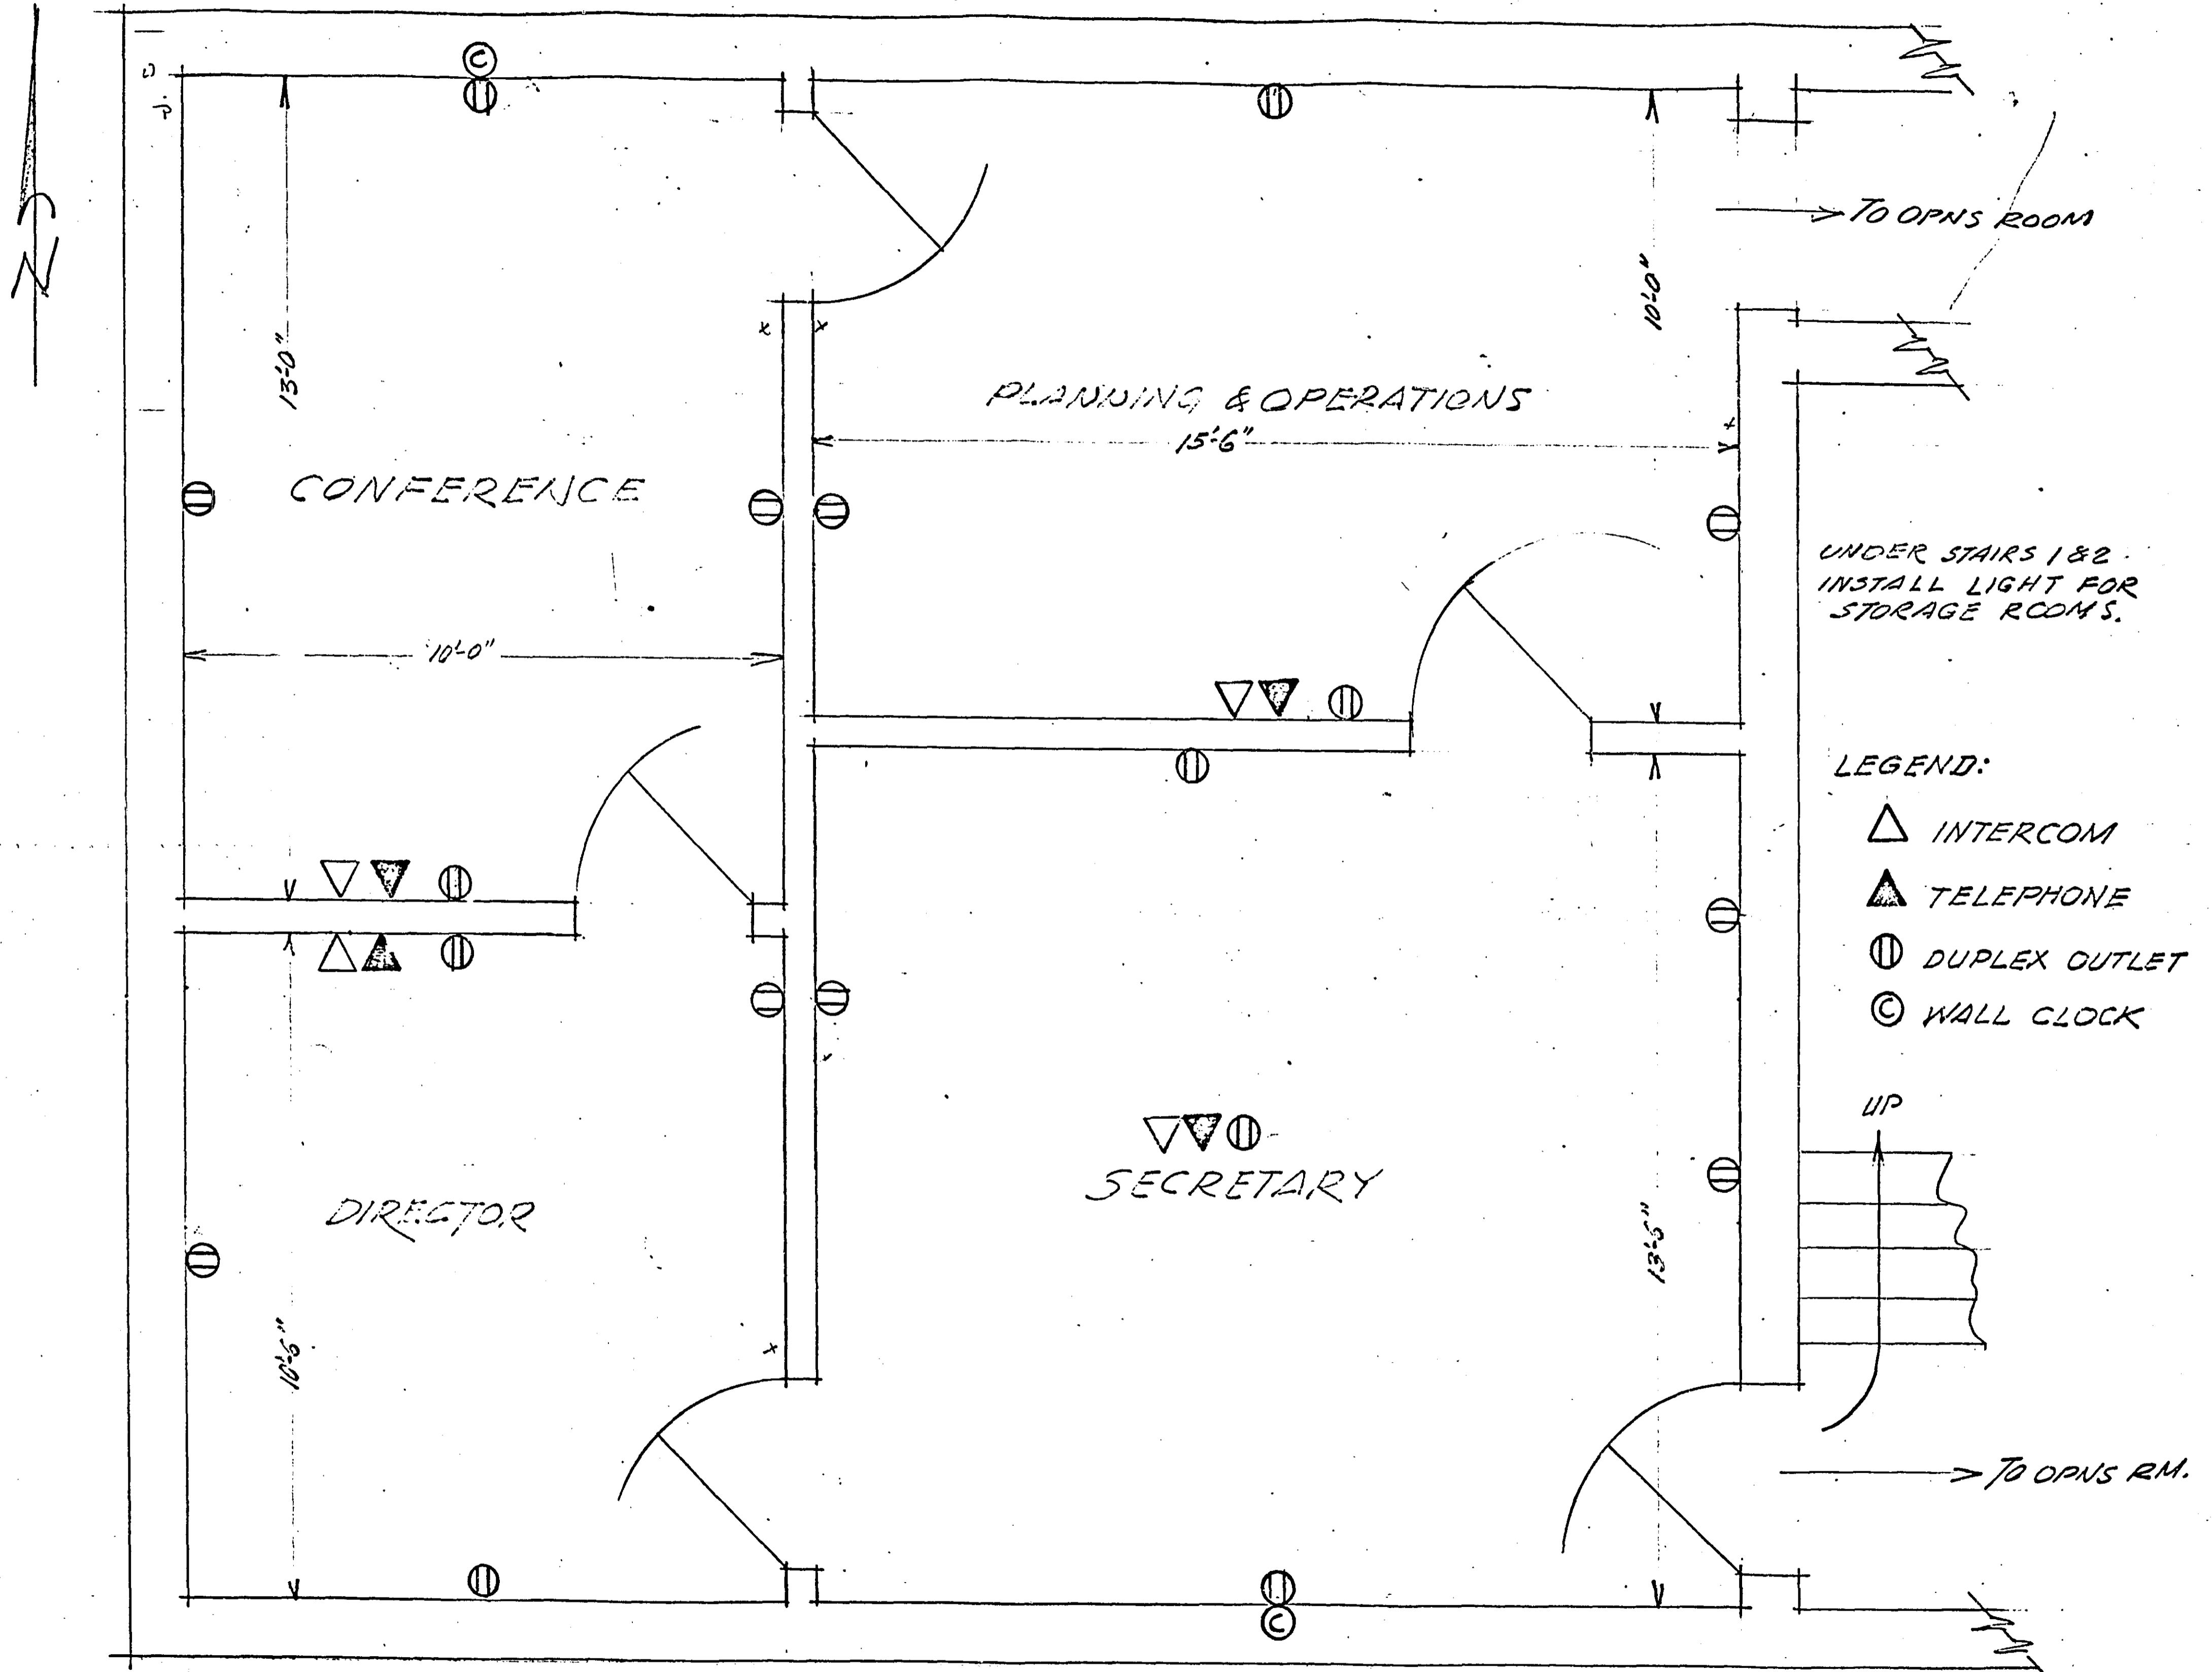 N
C
13'-0"
10'-0"
TO OPNS ROOM
PLANNING & OPERATIONS
15'-6"
CONFERENCE
10'-0"
UNDER STAIRS 1 & 2
INSTALL LIGHT FOR
STORAGE ROOMS.
LEGEND:
INTERCOM
TELEPHONE
DUPLEX OUTLET
C WALL CLOCK
UP
SECRETARY
DIRECTOR
13'-6"
10'-6"
TO OPNS RM.
C